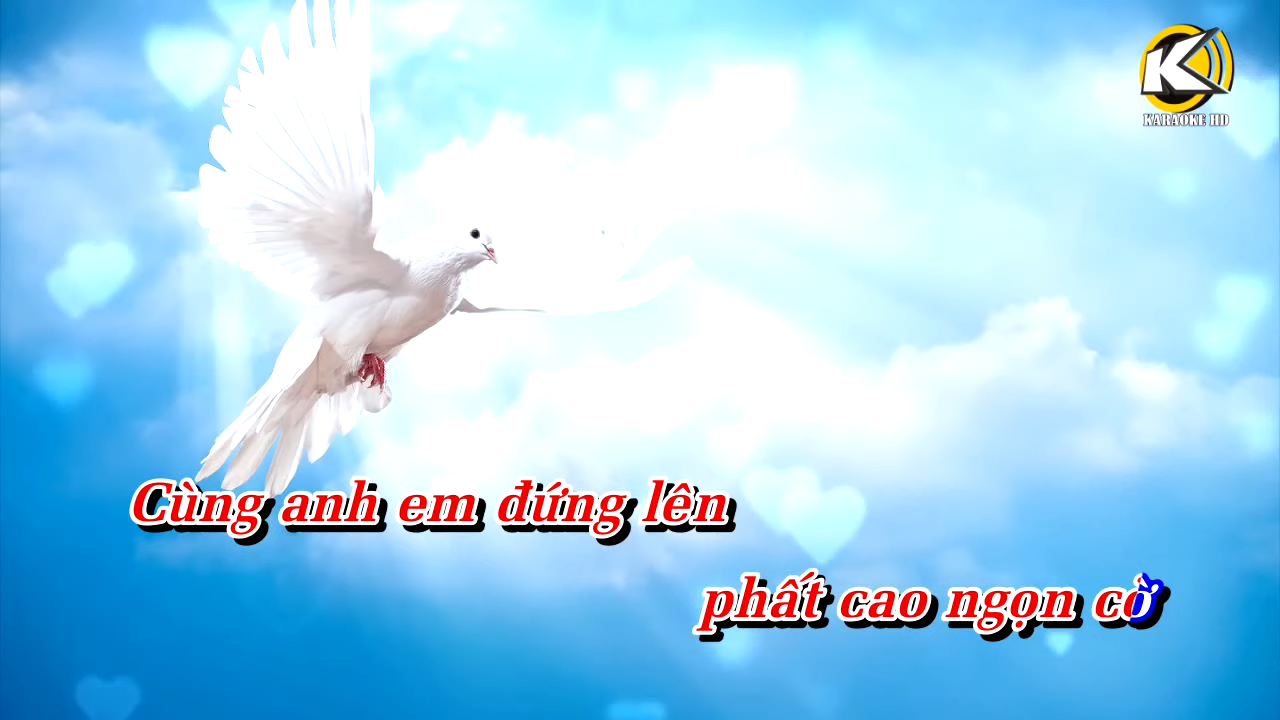 KARAOKE HD
Cùng anh em đứng lên
phất cao ngọn cờ